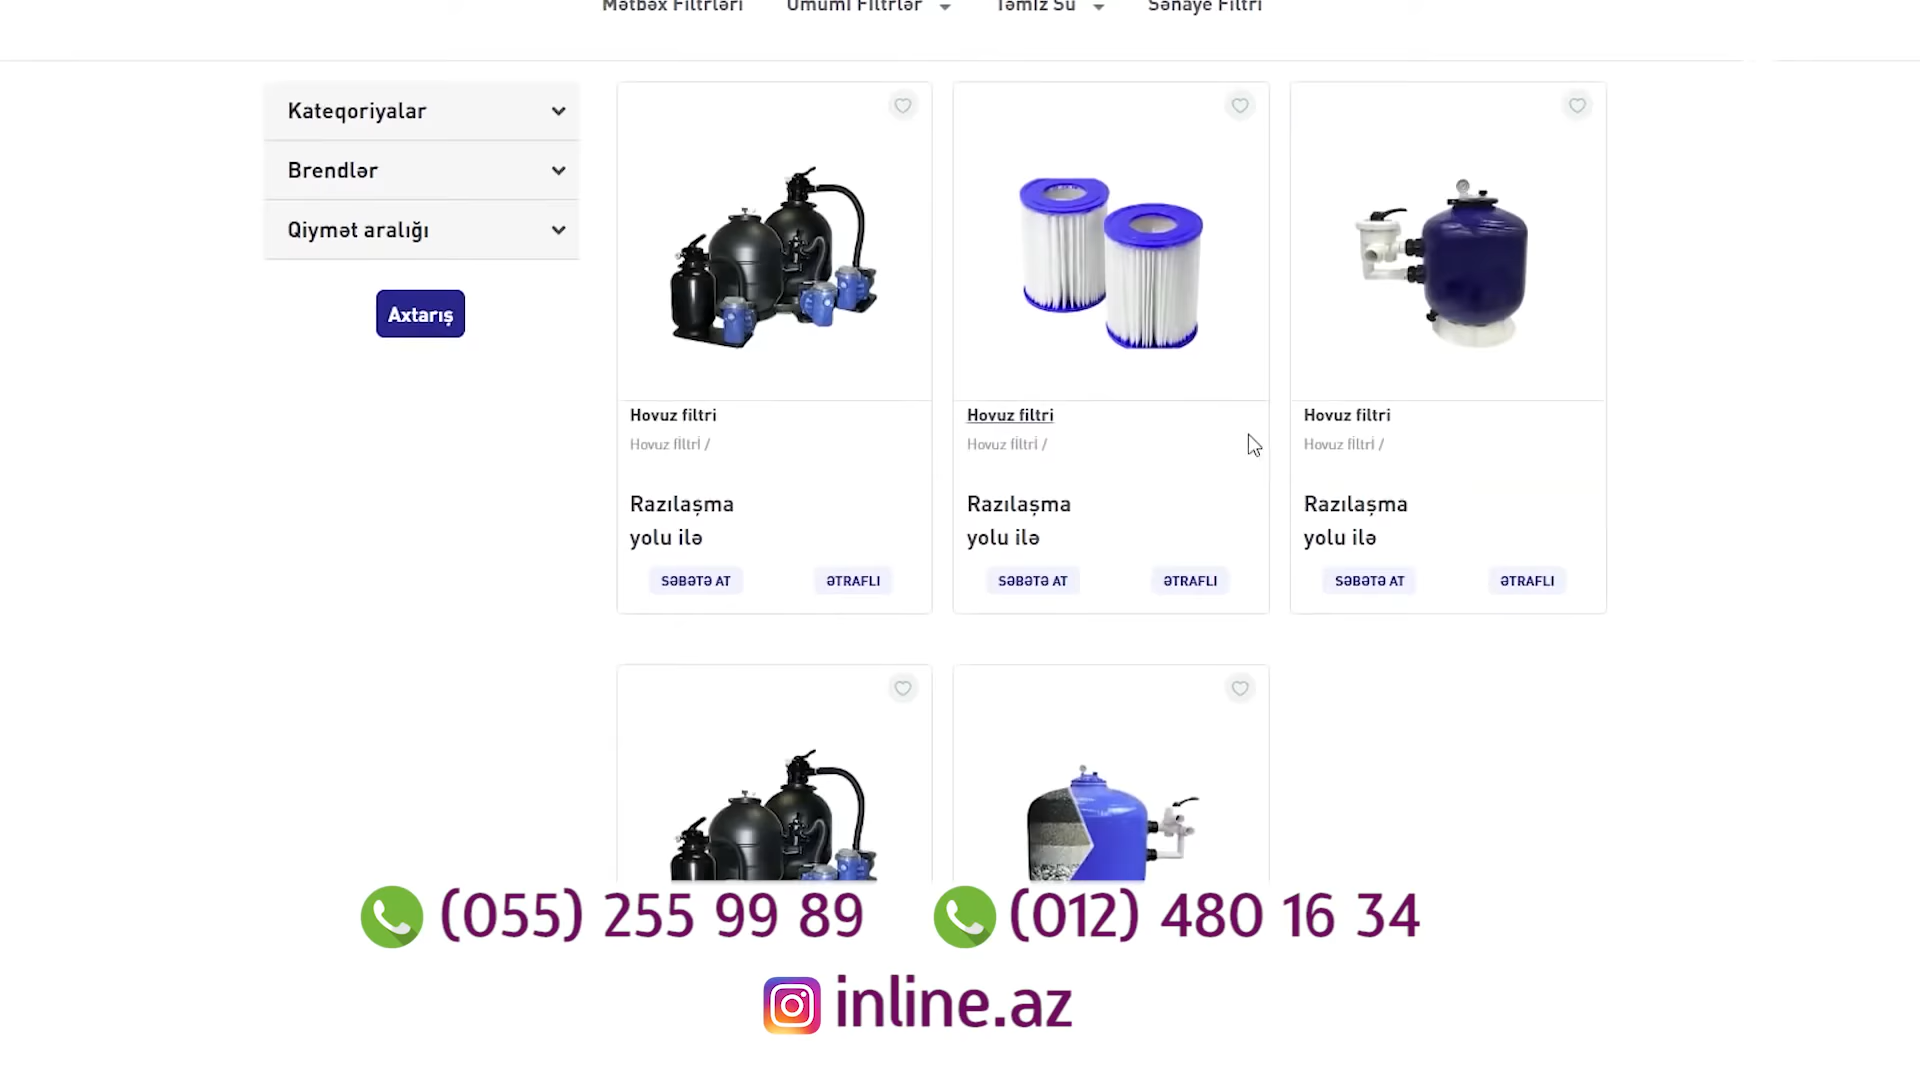 Mətbəx Filtrləri Ümumi Filtrlər Təmiz Su Sənaye Filtri
Kateqoriyalar
Brendlər
Qiymət aralığı
Axtarış
Hovuz filtri
Hovuz filtri /
Razılaşma
yolu ilə
SƏBƏTƏ AT ƏTRAFLI
Hovuz filtri
Hovuz filtri /
Razılaşma
yolu ilə
SƏBƏTƏ AT ƏTRAFLI
Hovuz filtri
Hovuz filtri /
Razılaşma
yolu ilə
SƏBƏTƏ AT ƏTRAFLI
(055) 255 99 89 (012) 480 16 34
inline.az